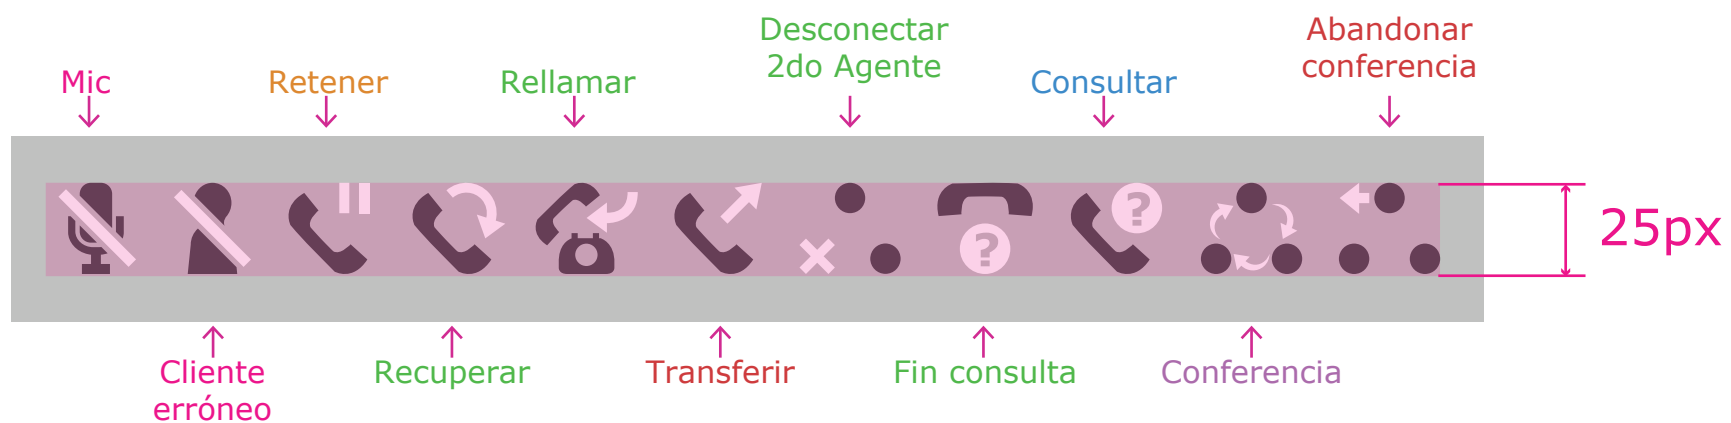 Desconectar
2do Agente
Abandonar
conferencia
Mic
Retener
Rellamar
Consultar
?
?
25px
Cliente
erróneo
Recuperar
Transferir
Fin consulta
Conferencia